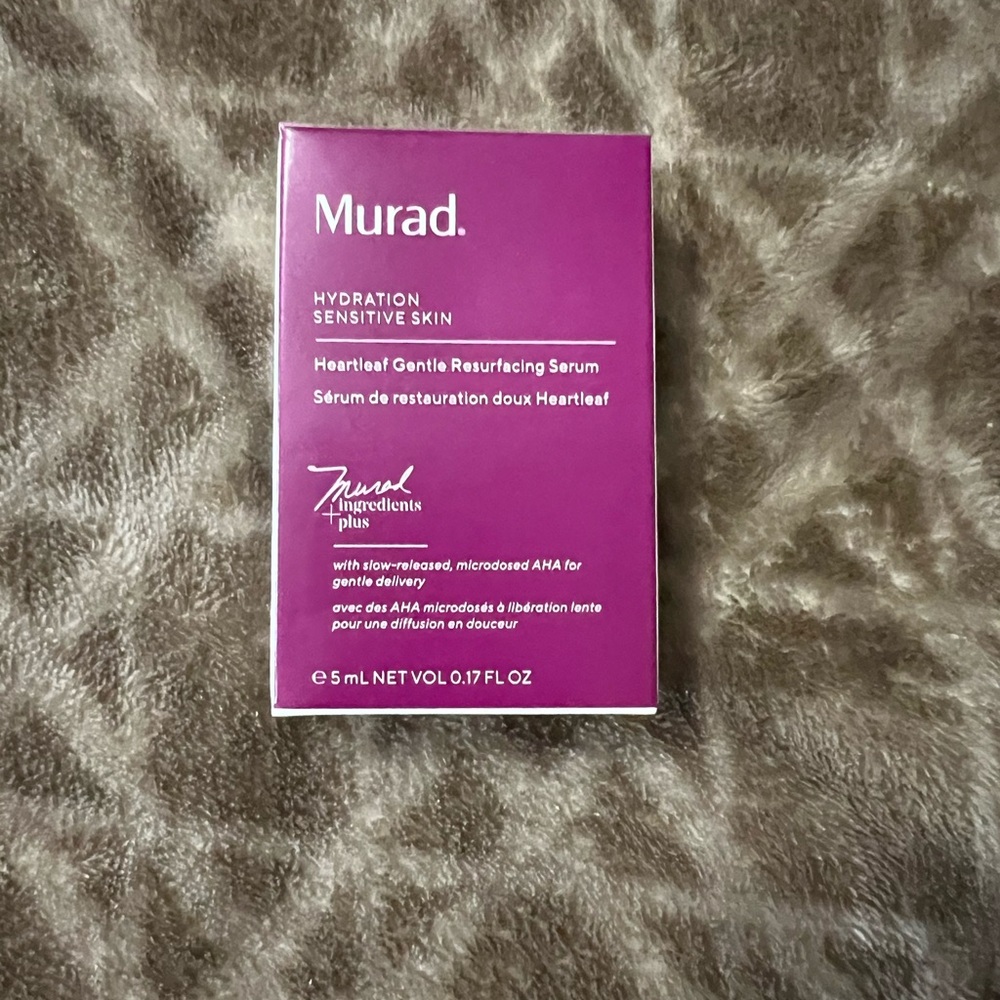 Murad.
HYDRATION
SENSITIVE SKIN
Heartleaf Gentle Resurfacing Serum
Sérum de restauration doux Heartleaf
Murad
ingredients
+plus
with slow-released, microdosed AHA for
gentle delivery
avec des AHA microdosés à libération lente
pour une diffusion en douceur
℮ 5 mL NET VOL 0.17 FL OZ